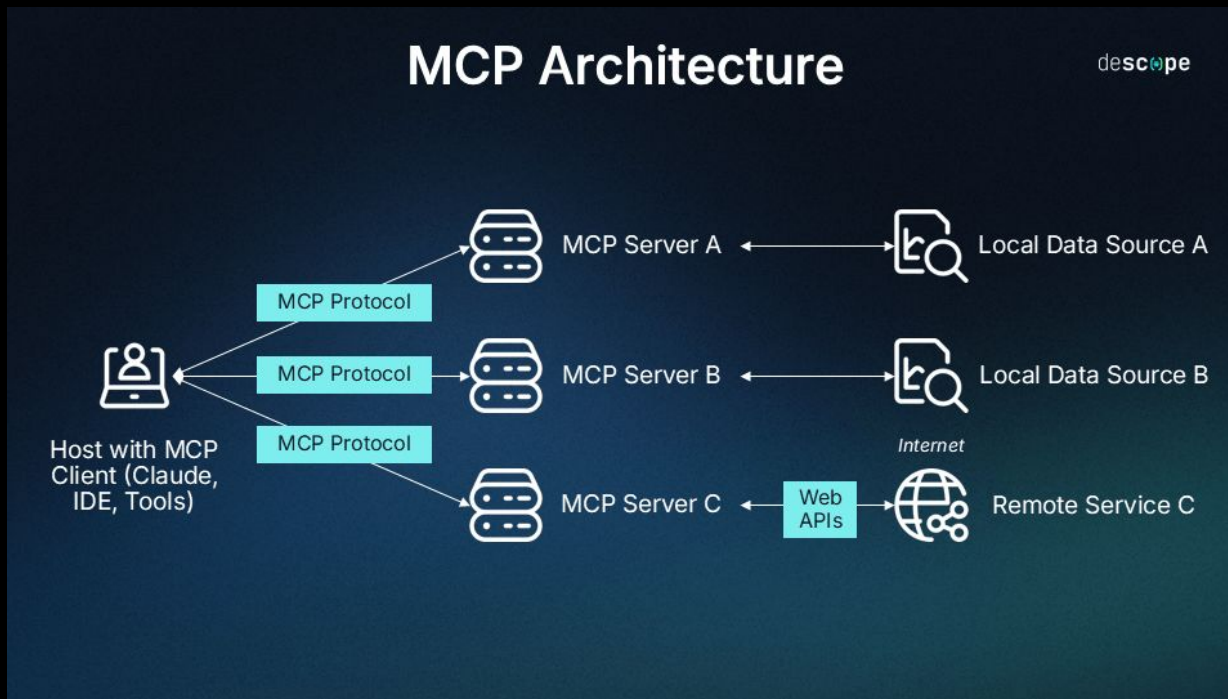 MCP Architecture
descope
MCP Server A
Local Data Source A
MCP Protocol
MCP Protocol
MCP Server B
Local Data Source B
Host with MCP
Client (Claude,
IDE, Tools)
MCP Protocol
Internet
MCP Server C
Web
APIs
Remote Service C